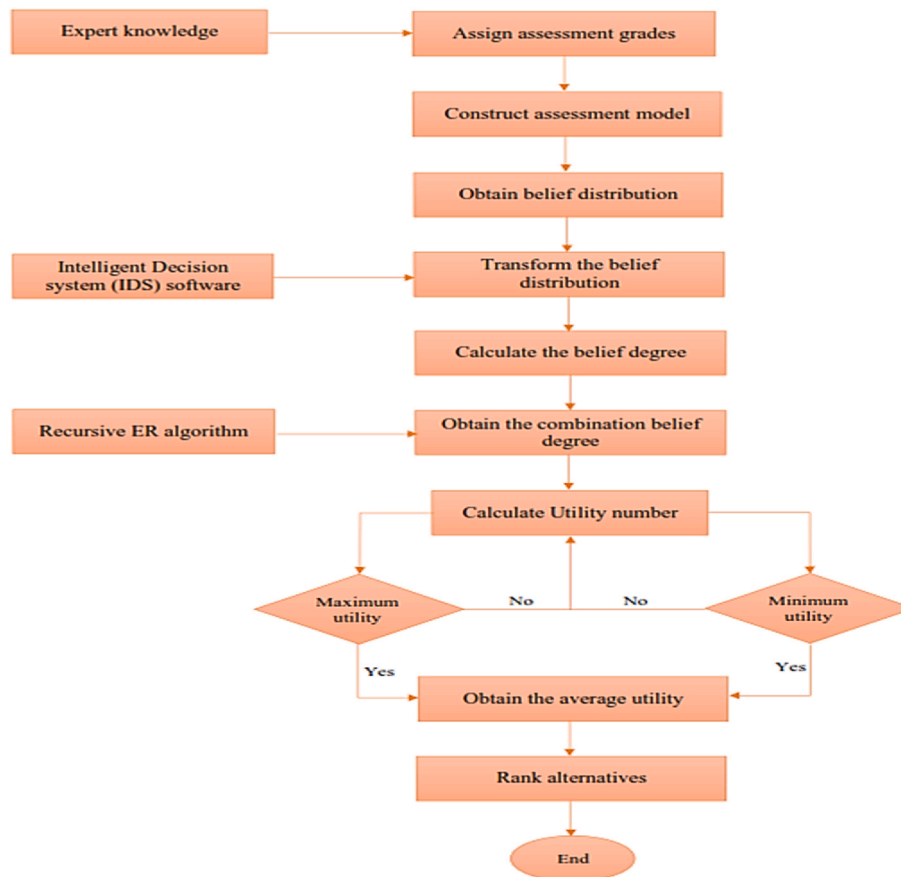 Expert knowledge
Assign assessment grades
Construct assessment model
Obtain belief distribution
Intelligent Decision
system (IDS) software
Transform the belief
distribution
Calculate the belief degree
Recursive ER algorithm
Obtain the combination belief
degree
Calculate Utility number
Maximum
utility
No
No
Minimum
utility
Yes
Yes
Obtain the average utility
Rank alternatives
End